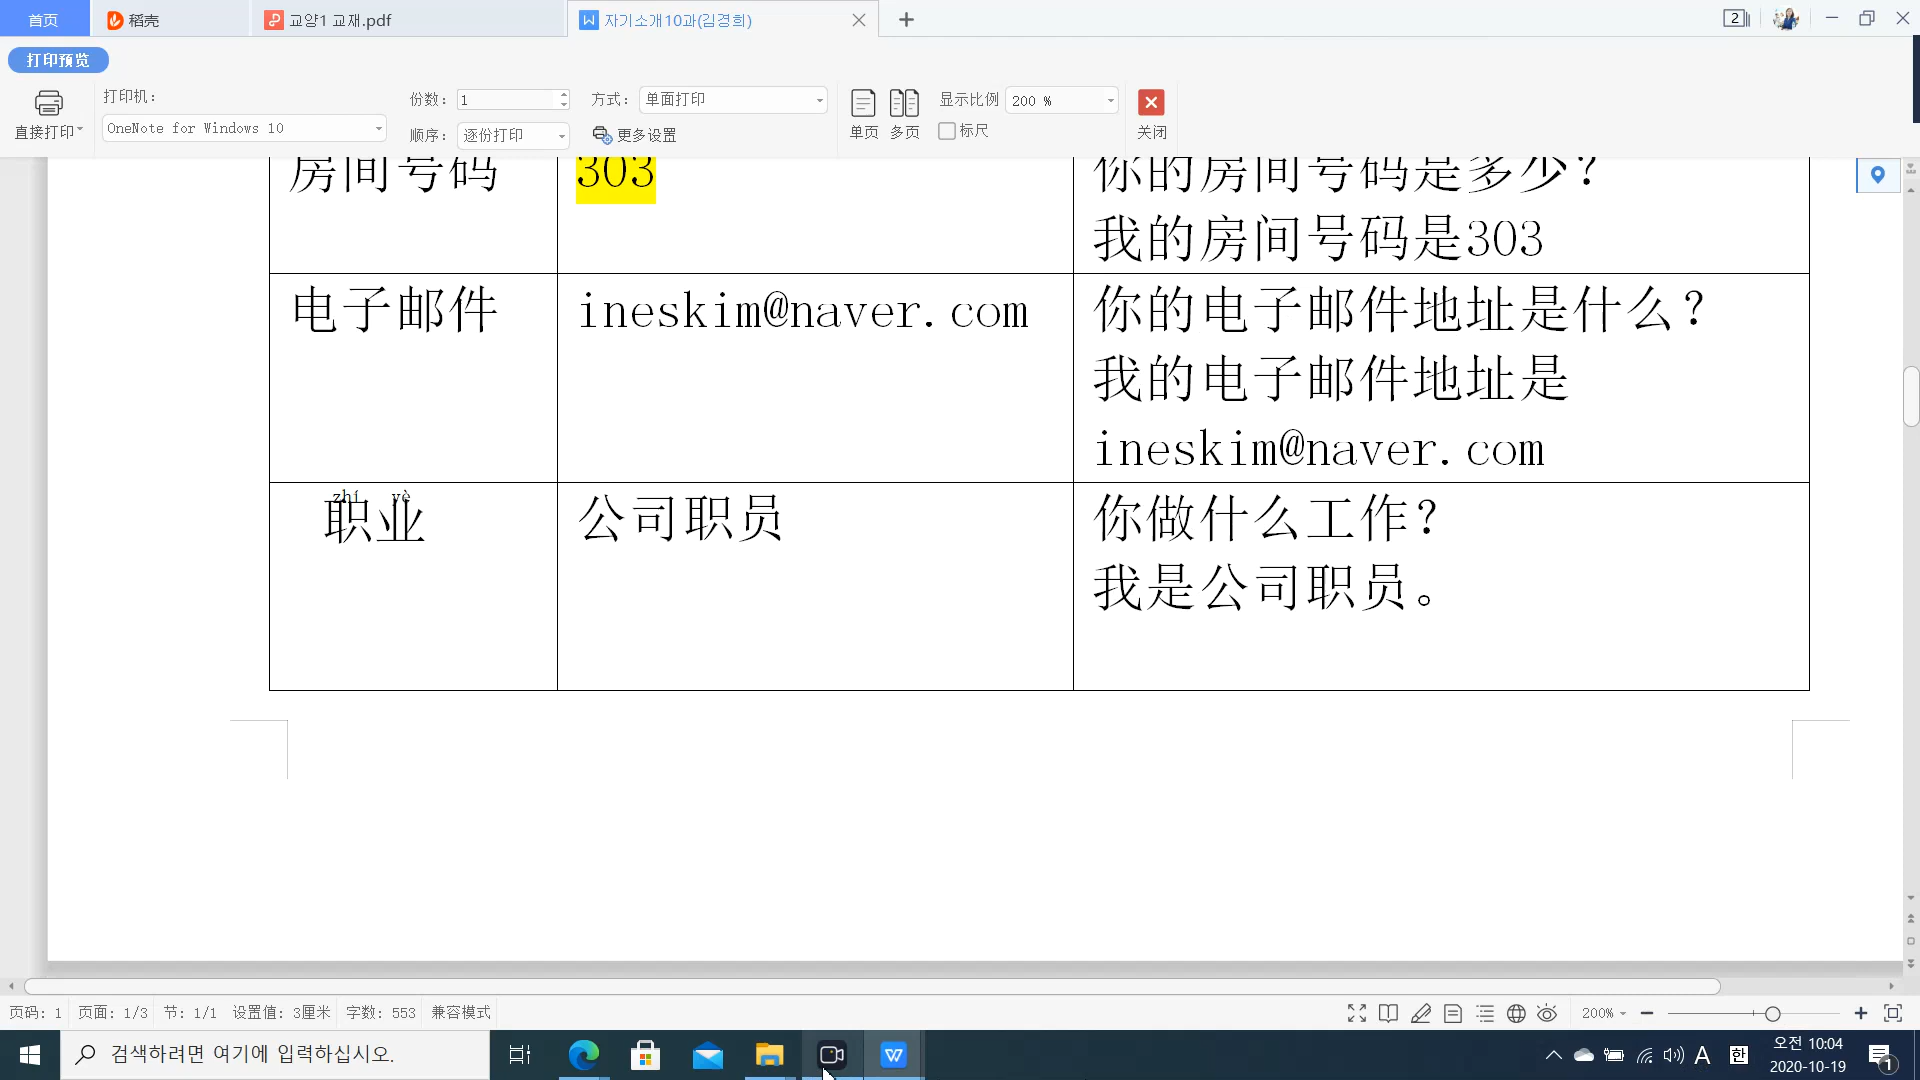 首页
稻壳
교양1 교재.pdf
자기소개10과(김경희)
2
打印预览
直接打印
打印机:
OneNote for Windows 10
份数: 1
顺序: 逐份打印
方式: 单面打印
更多设置
单页
多页
显示比例 200 %
标尺
关闭
房间号码
303
你的房间号码是多少?
我的房间号码是303
电子邮件
ineskim@naver.com
你的电子邮件地址是什么?
我的电子邮件地址是
ineskim@naver.com
zhí yè
职业
公司职员
你做什么工作?
我是公司职员。
页码: 1 页面: 1/3 节: 1/1 设置值: 3厘米 字数: 553 兼容模式
200%
검색하려면 여기에 입력하십시오.
A
한
오전 10:04
2020-10-19
1